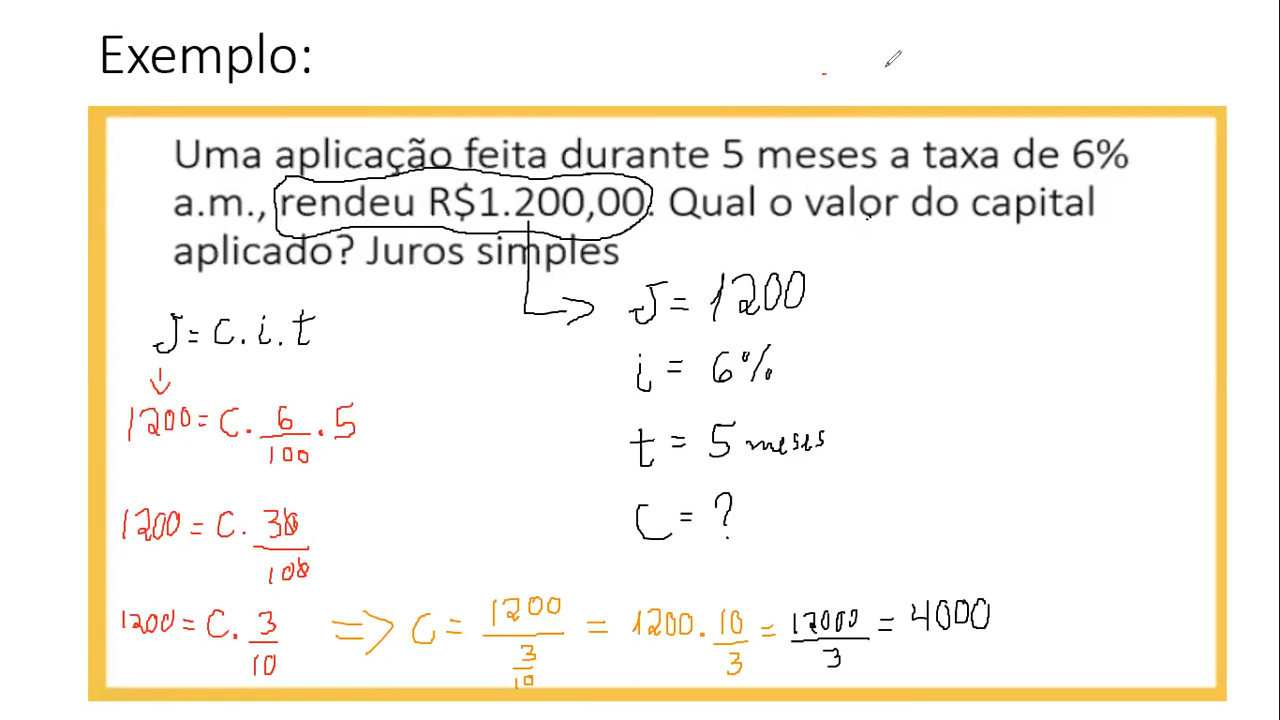 Exemplo:
Uma aplicação feita durante 5 meses a taxa de 6%
a.m., rendeu R$1.200,00. Qual o valor do capital
aplicado? Juros simples
J = C.i.t
J = 1200
i = 6%
t = 5 meses
C = ?
1200 = C. 6/100 . 5
1200 = C. 30/100
1200 = C. 3/10 => C = 1200/(3/10) = 1200. 10/3 = 12000/3 = 4000